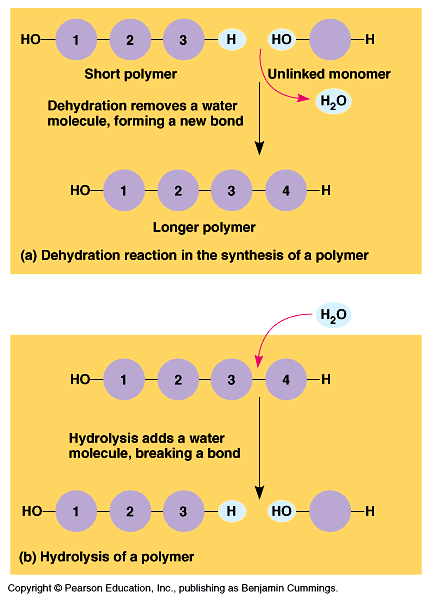 HO 1 2 3 H HO H
Short polymer Unlinked monomer
H2O
Dehydration removes a water
molecule, forming a new bond
HO 1 2 3 4 H
Longer polymer
(a) Dehydration reaction in the synthesis of a polymer
H2O
HO 1 2 3 4 H
Hydrolysis adds a water
molecule, breaking a bond
HO 1 2 3 H HO H
(b) Hydrolysis of a polymer
Copyright © Pearson Education, Inc., publishing as Benjamin Cummings.